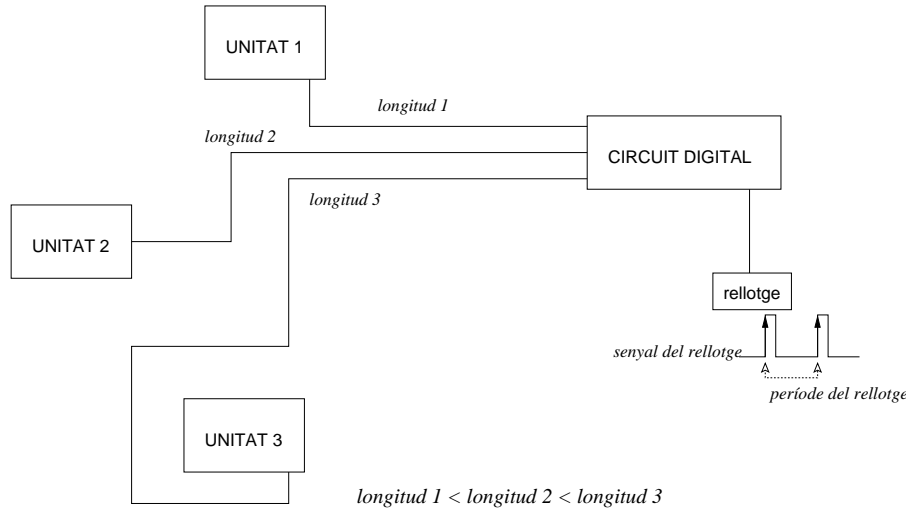 UNITAT 1
longitud 1
longitud 2
CIRCUIT DIGITAL
longitud 3
UNITAT 2
rellotge
senyal del rellotge
període del rellotge
UNITAT 3
longitud 1 < longitud 2 < longitud 3